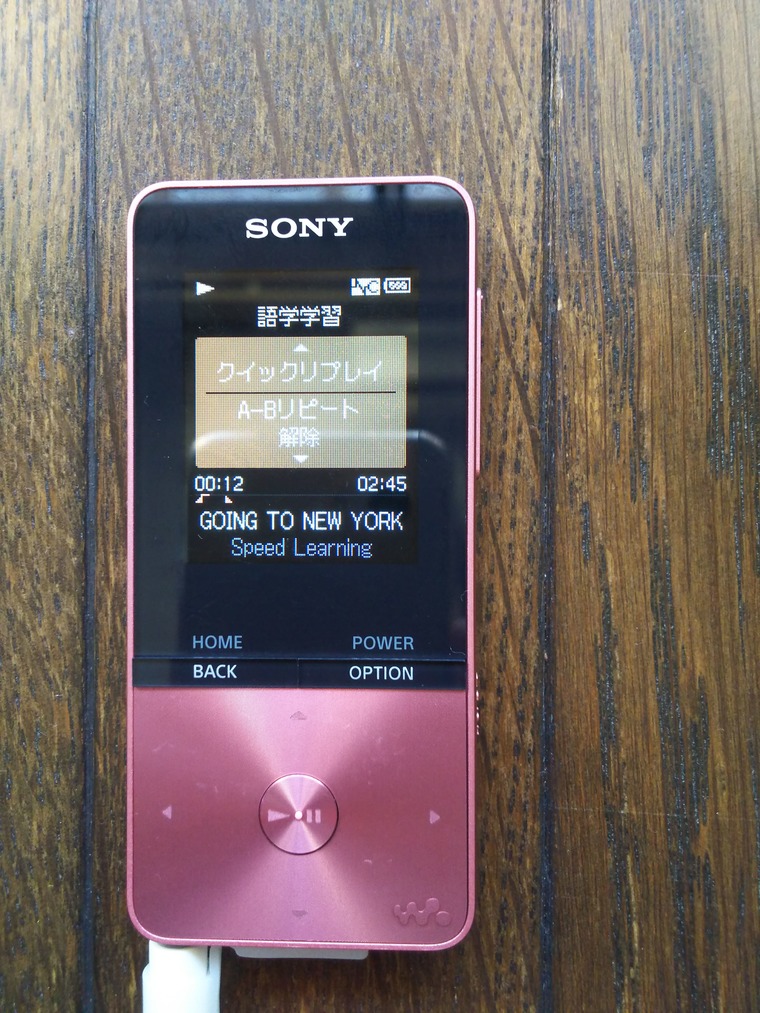 SONY
NC
語学学習
クイックリプレイ
A-Bリピート
解除
00:12 02:45
GOING TO NEW YORK
Speed Learning
HOME POWER
BACK OPTION